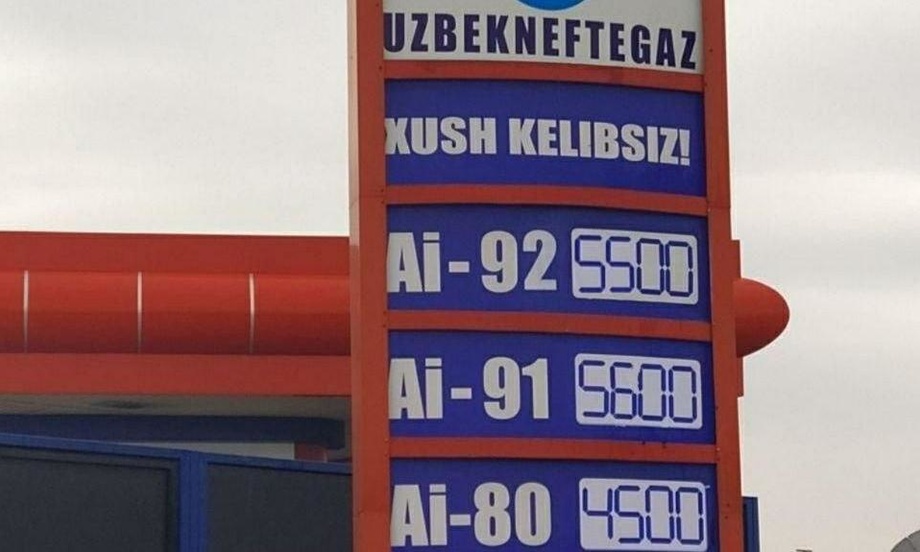 UZBEKNEFTEGAZ
XUSH KELIBSIZ!
Ai-92 5500
Ai-91 5600
Ai-80 4500